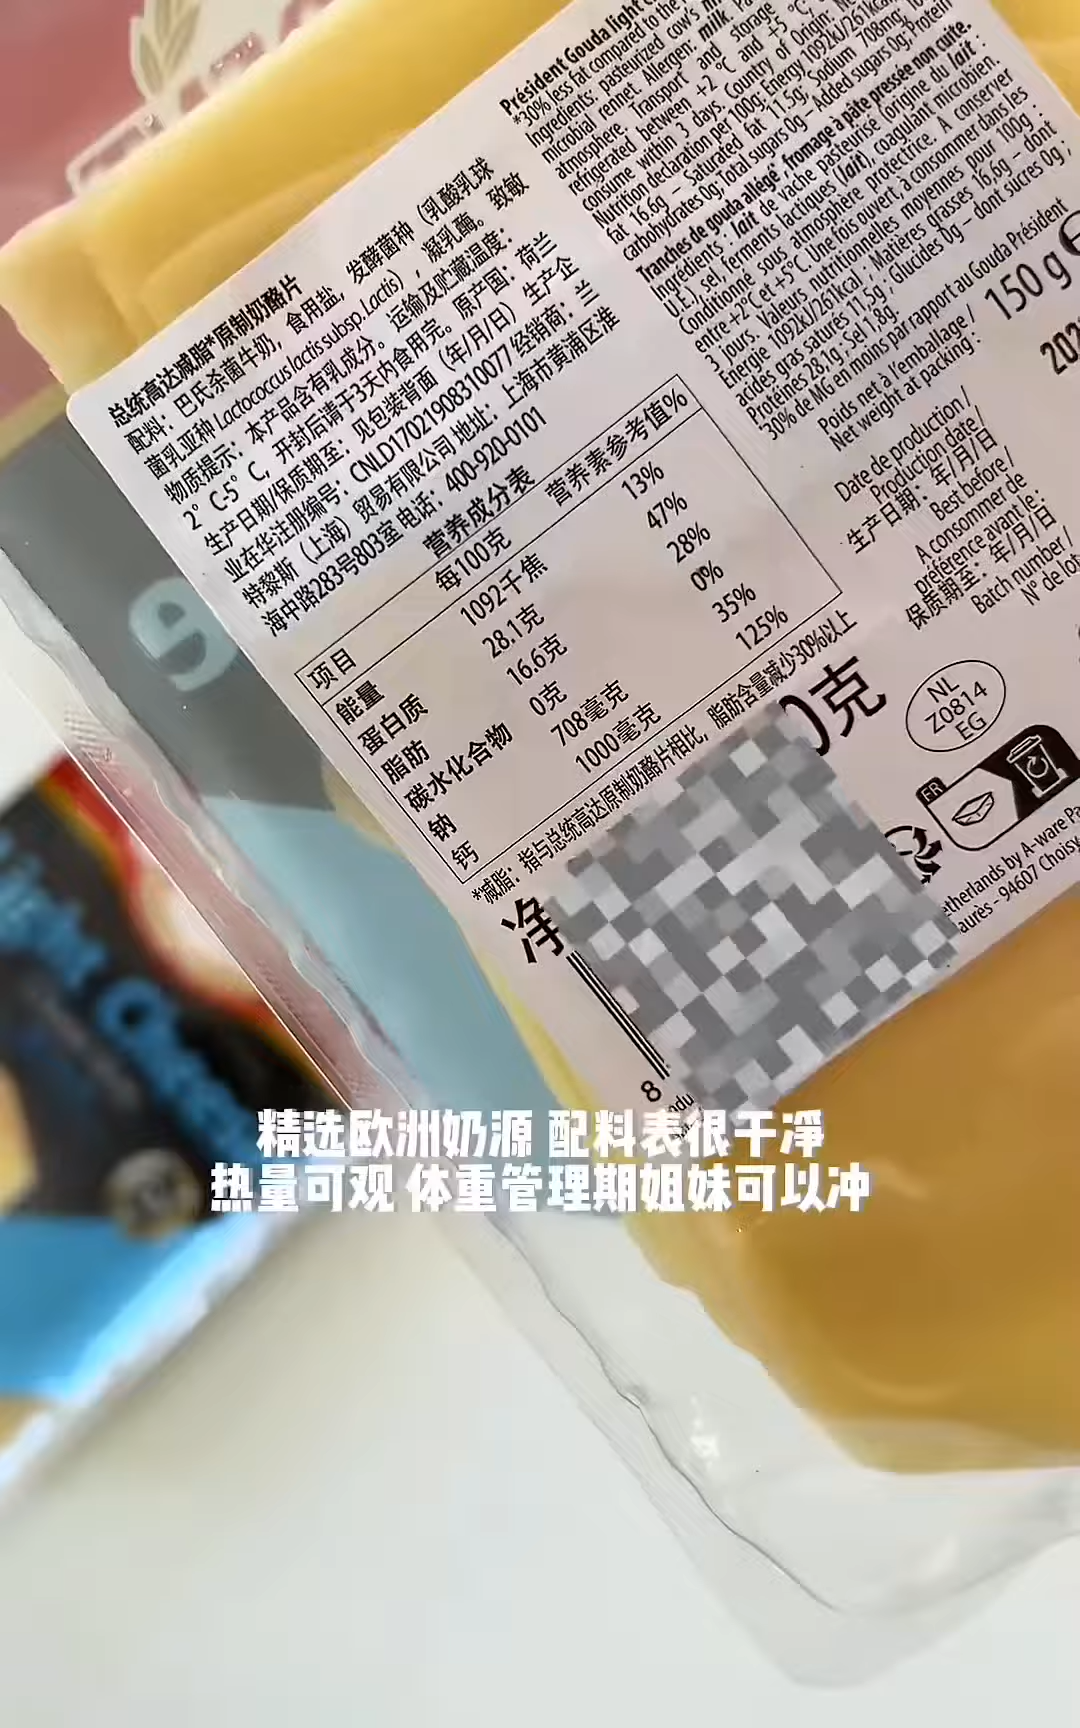 总统高达减脂*原制奶酪片
配料：巴氏杀菌牛奶，食用盐，发酵菌种（乳酸乳球
菌乳亚种 Lactococcus lactis subsp. Lactis），凝乳酶。致敏
物质提示：本产品含有乳成分。 运输及贮藏温度：
2°C-5°C，开封后请于3天内食用完。原产国：荷兰
生产日期/保质期至：见包装背面（年/月/日）生产企
业在华注册编号：CNLD17021908310077 经销商：兰
特黎斯（上海）贸易有限公司 地址：上海市黄浦区淮
海中路283号803室 电话：400-920-0101
营养成分表
项目 每100克 营养素参考值%
能量 1092千焦 13%
蛋白质 28.1克 47%
脂肪 16.6克 28%
碳水化合物 0克 0%
钠 708毫克 35%
钙 1000毫克 125%
*减脂：指与总统高达原制奶酪片相比，脂肪含量减少30%以上
净
0克
8
Président Gouda light
*30% less fat compared to the
Ingredients: pasteurized cow's
microbial rennet. Allergen: milk.
atmosphere. Transport and storage
refrigerated between +2 °C and +5 °C,
consume within 3 days. Country of Origin:
Nutrition declaration per 100g: Energy 1092kJ/261kcal
fat 16.6g – Saturated fat 11.5g, Sodium 708mg,
carbohydrates 0g; Total sugars 0g – Added sugars 0g; Protein
Tranches de gouda allégé*, fromage à pâte pressée non cuite.
Ingrédients : lait de vache pasteurisé (origine du lait :
U.E.), sel, ferments lactiques (lait), coagulant microbien.
Conditionné sous atmosphère protectrice. A conserver
entre +2°C et +5°C. Une fois ouvert, à consommer dans les
3 jours. Valeurs nutritionnelles moyennes pour 100g :
Energie 1092kJ/261kcal ; Matières grasses 16,6g – dont
acides gras saturés 11,5g ; Glucides 0g – dont sucres 0g ;
Protéines 28,1g ; Sel 1,8g
*30% de MG en moins par rapport au Gouda Président
Poids net à l'emballage /
Net weight at packing :
150 g e
202
Date de production /
Production date /
生产日期：年/月/日
Best before /
A consommer de
préférence avant le :
保质期至：年/月/日
Batch number /
N° de lot
NL
Z0814
EG
FR
etherlands by A-ware
aures - 94607 Choisy
精选欧洲奶源 配料表很干净
热量可观 体重管理期姐妹可以冲